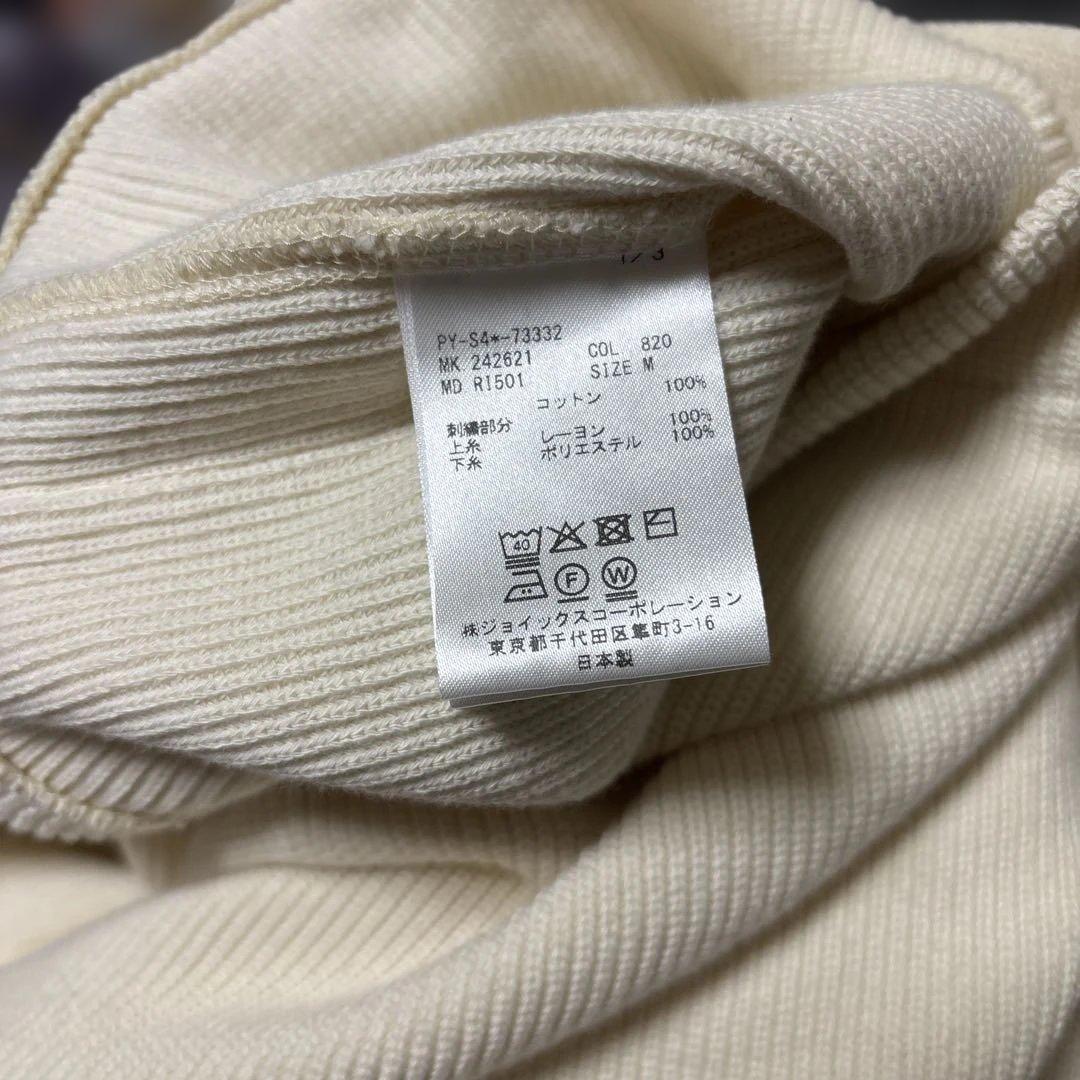 1/3
PY-S4*-73332
MK 242621 COL 820
MD R1501 SIZE M
コットン 100%
刺繍部分
上糸 レーヨン 100%
下糸 ポリエステル 100%
40
F W
㈱ジョイックスコーポレーション
東京都千代田区隼町3-16
日本製